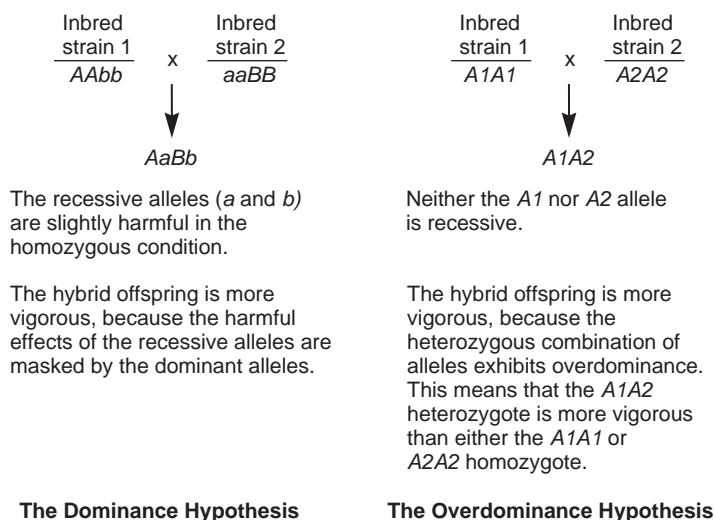 Inbred
strain 1
AAbb
x
Inbred
strain 2
aaBB
AaBb
The recessive alleles (a and b)
are slightly harmful in the
homozygous condition.
The hybrid offspring is more
vigorous, because the harmful
effects of the recessive alleles are
masked by the dominant alleles.
The Dominance Hypothesis
Inbred
strain 1
A1A1
x
Inbred
strain 2
A2A2
A1A2
Neither the A1 nor A2 allele
is recessive.
The hybrid offspring is more
vigorous, because the
heterozygous combination of
alleles exhibits overdominance.
This means that the A1A2
heterozygote is more vigorous
than either the A1A1 or
A2A2 homozygote.
The Overdominance Hypothesis